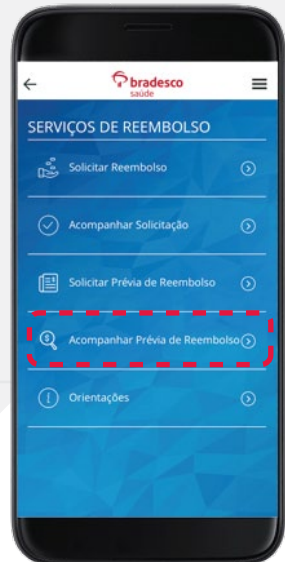 bradesco
saúde
SERVIÇOS DE REEMBOLSO
Solicitar Reembolso
Acompanhar Solicitação
Solicitar Prévia de Reembolso
Acompanhar Prévia de Reembolso
Orientações